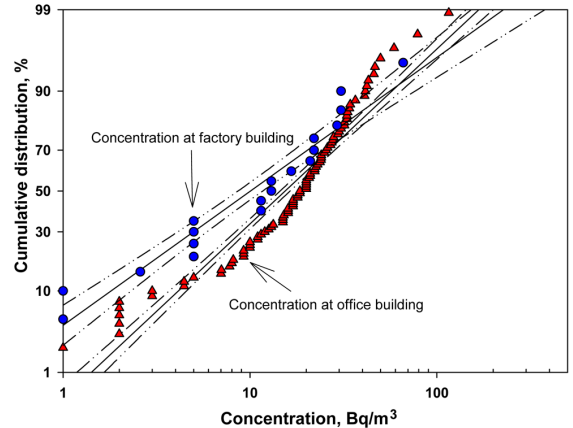 99
90
70
50
30
10
1
Cumulative distribution, %
Concentration at factory building
Concentration at office building
1
10
100
Concentration, Bq/m³